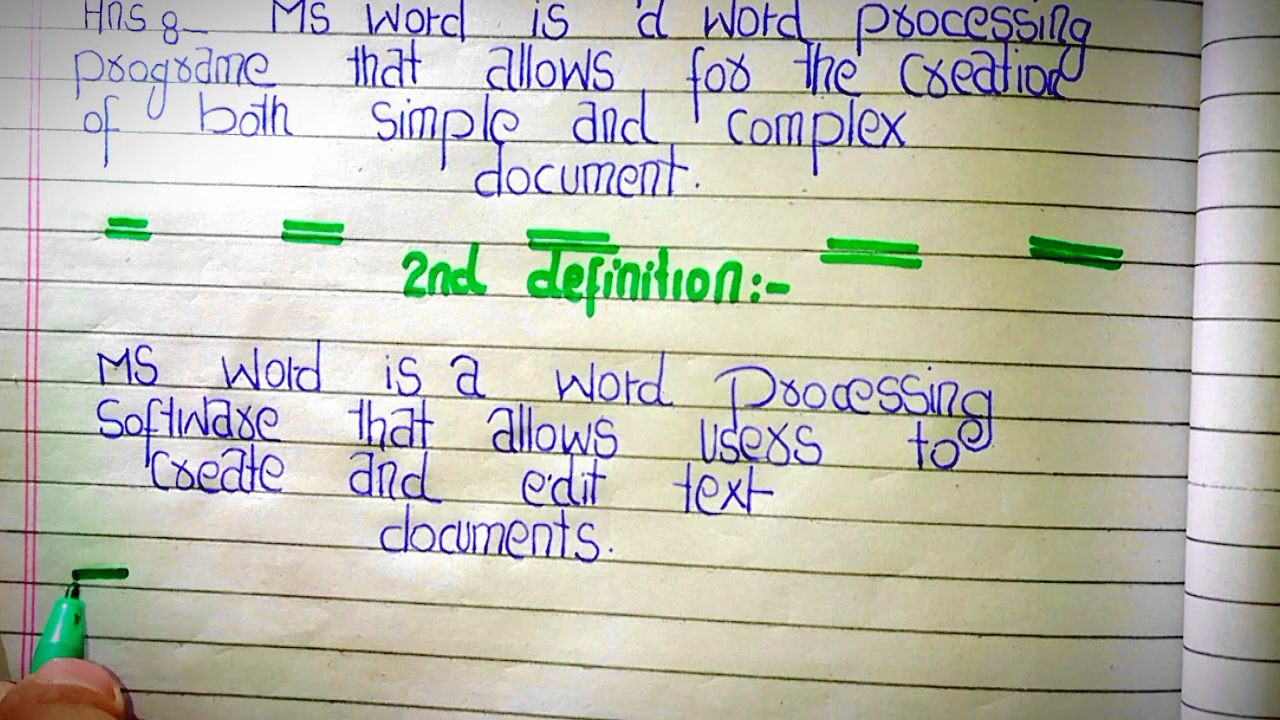 Ans :- Ms Word is a word processing
programe that allows for the creation
of both simple and complex
document.
2nd definition:-
MS Word is a word Processing
Software that allows users to
create and edit text
documents.